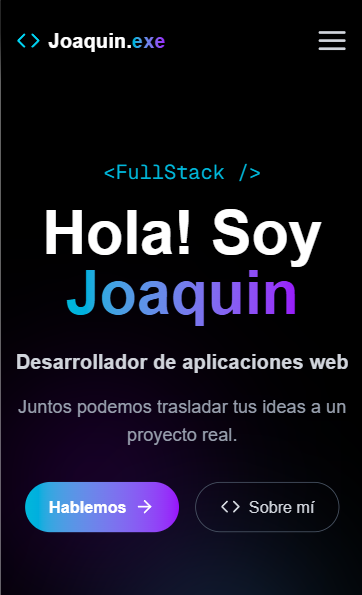 Joaquin.exe
<FullStack />
Hola! Soy
Joaquin
Desarrollador de aplicaciones web
Juntos podemos trasladar tus ideas a un
proyecto real.
Hablemos
Sobre mí